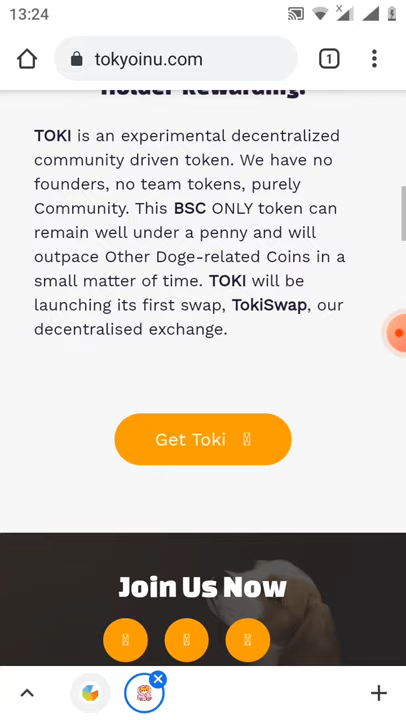 13:24
tokyoinu.com
1
Holder Rewarding!
TOKI is an experimental decentralized
community driven token. We have no
founders, no team tokens, purely
Community. This BSC ONLY token can
remain well under a penny and will
outpace Other Doge-related Coins in a
small matter of time. TOKI will be
launching its first swap, TokiSwap, our
decentralised exchange.
Get Toki
Join Us Now